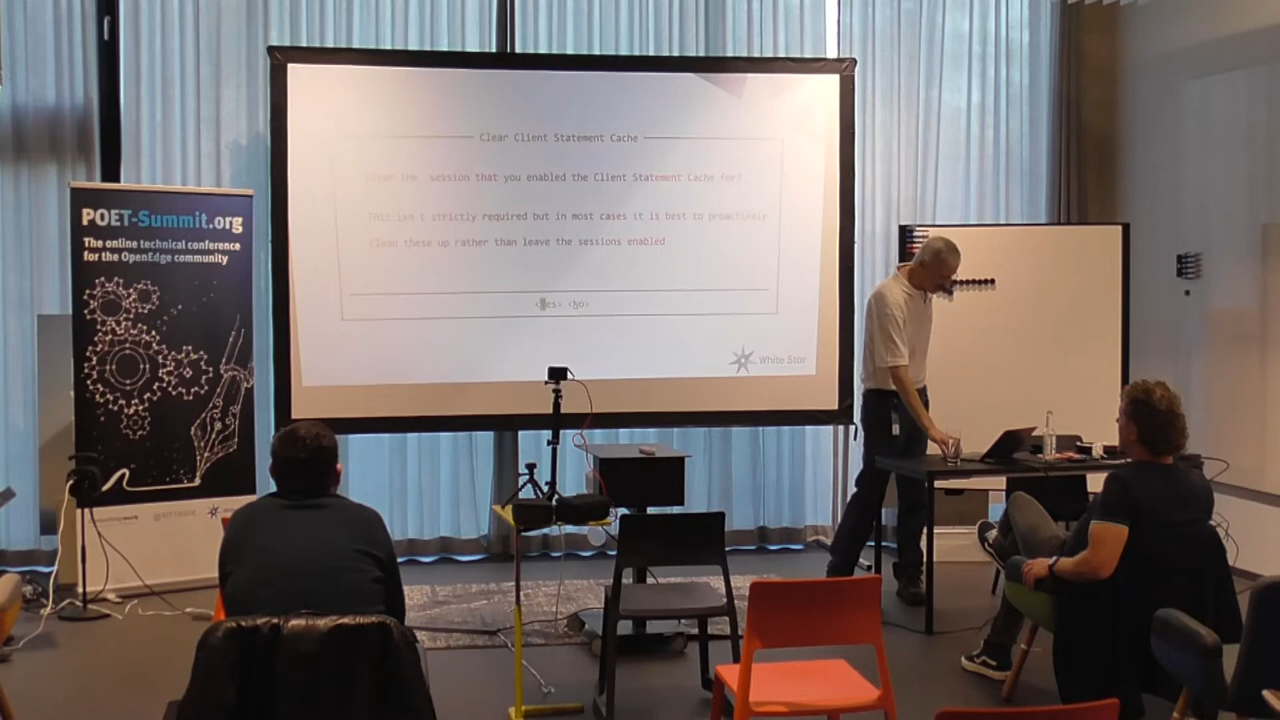 POET-Summit.org
The online technical conference
for the OpenEdge community
Clear Client Statement Cache
the session that you enabled the Client Statement Cache for?
This isn't strictly required but in most cases it is best to proactively
clean these up rather than leave the sessions enabled
<Yes> <No>
White Star